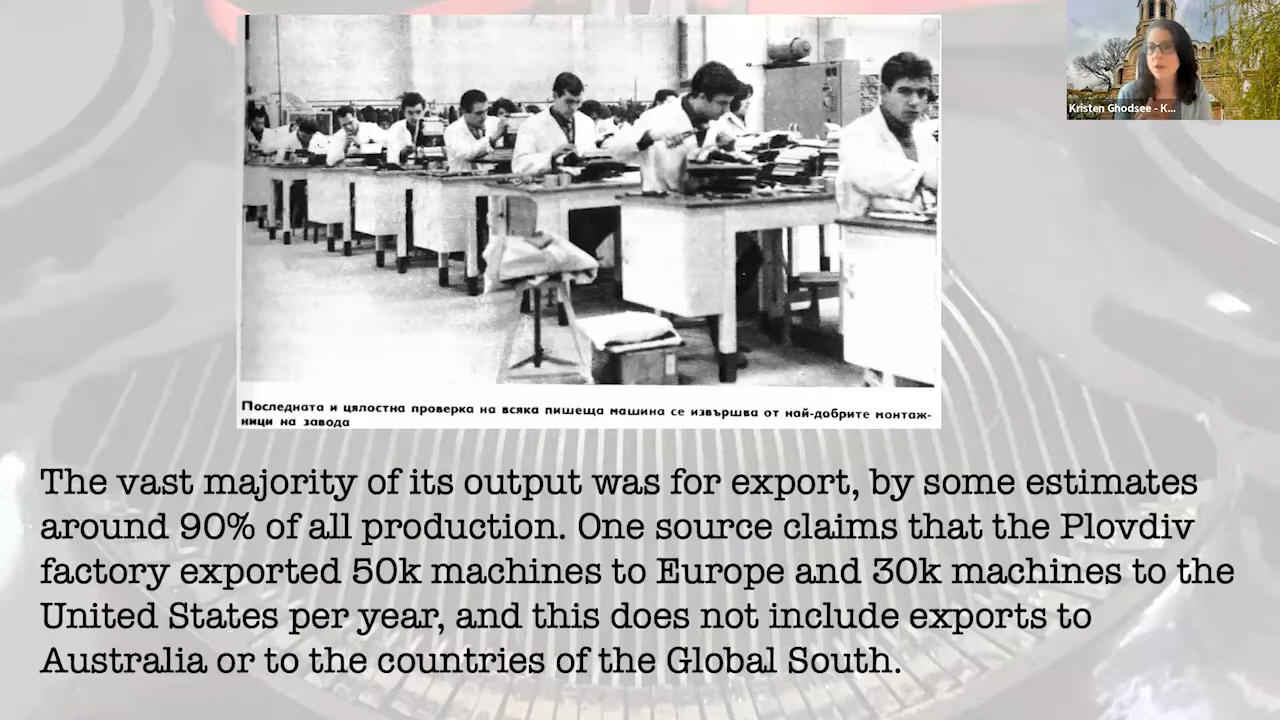 Kristen Ghodsee - K...
Последната и цялостна проверка на всяка пишеща машина се извършва от най-добрите монтаж-
ници на завода
The vast majority of its output was for export, by some estimates
around 90% of all production. One source claims that the Plovdiv
factory exported 50k machines to Europe and 30k machines to the
United States per year, and this does not include exports to
Australia or to the countries of the Global South.